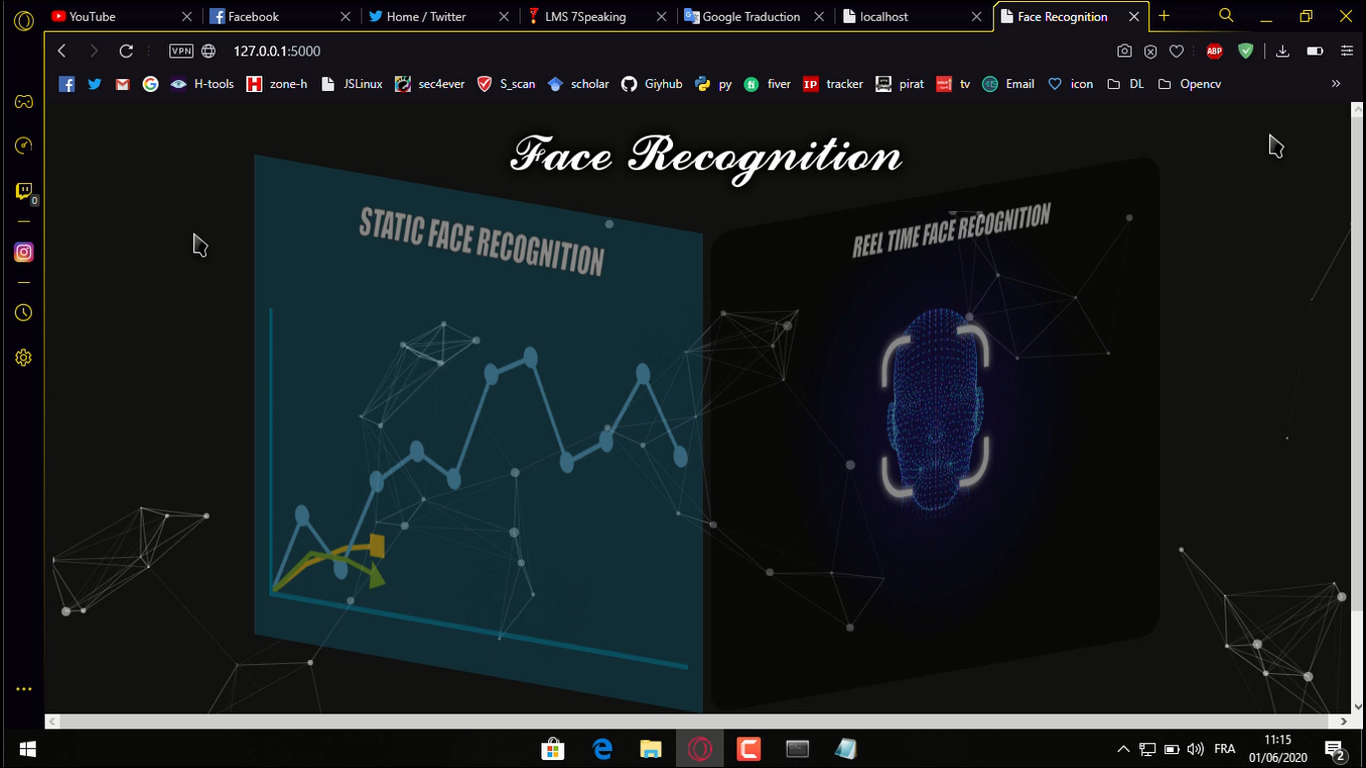 YouTube
Facebook
Home / Twitter
LMS 7Speaking
Google Traduction
localhost
Face Recognition
VPN
127.0.0.1:5000
ABP
H-tools
zone-h
JSLinux
sec4ever
S_scan
scholar
Giyhub
py
fiver
IP
tracker
pirat
tv
Email
icon
DL
Opencv
0
Face Recognition
STATIC FACE RECOGNITION
REEL TIME FACE RECOGNITION
FRA
11:15
01/06/2020
2